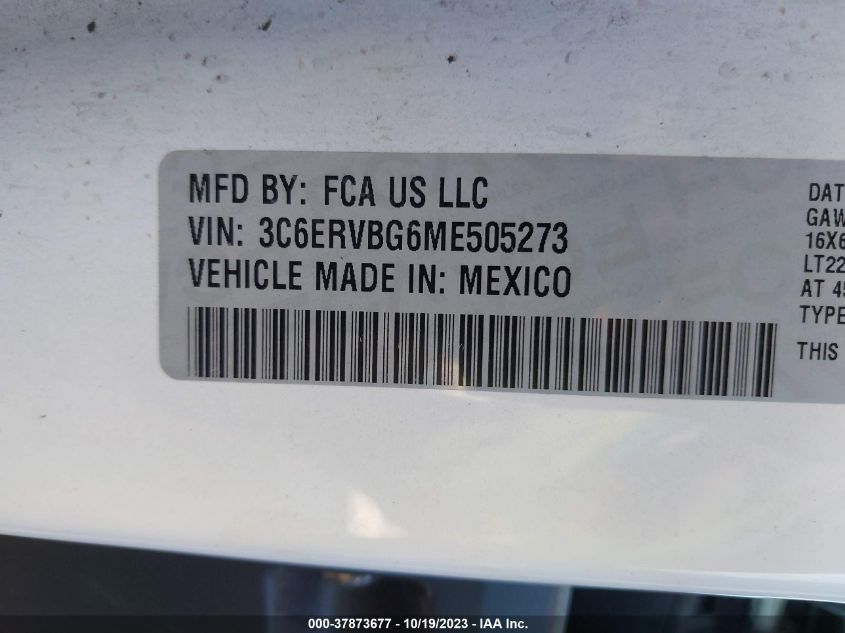 MFD BY: FCA US LLC
VIN: 3C6ERVBG6ME505273
VEHICLE MADE IN: MEXICO
DAT
GAW
16X6
LT22
AT 45
TYPE
THIS
000-37873677 - 10/19/2023 - IAA Inc.